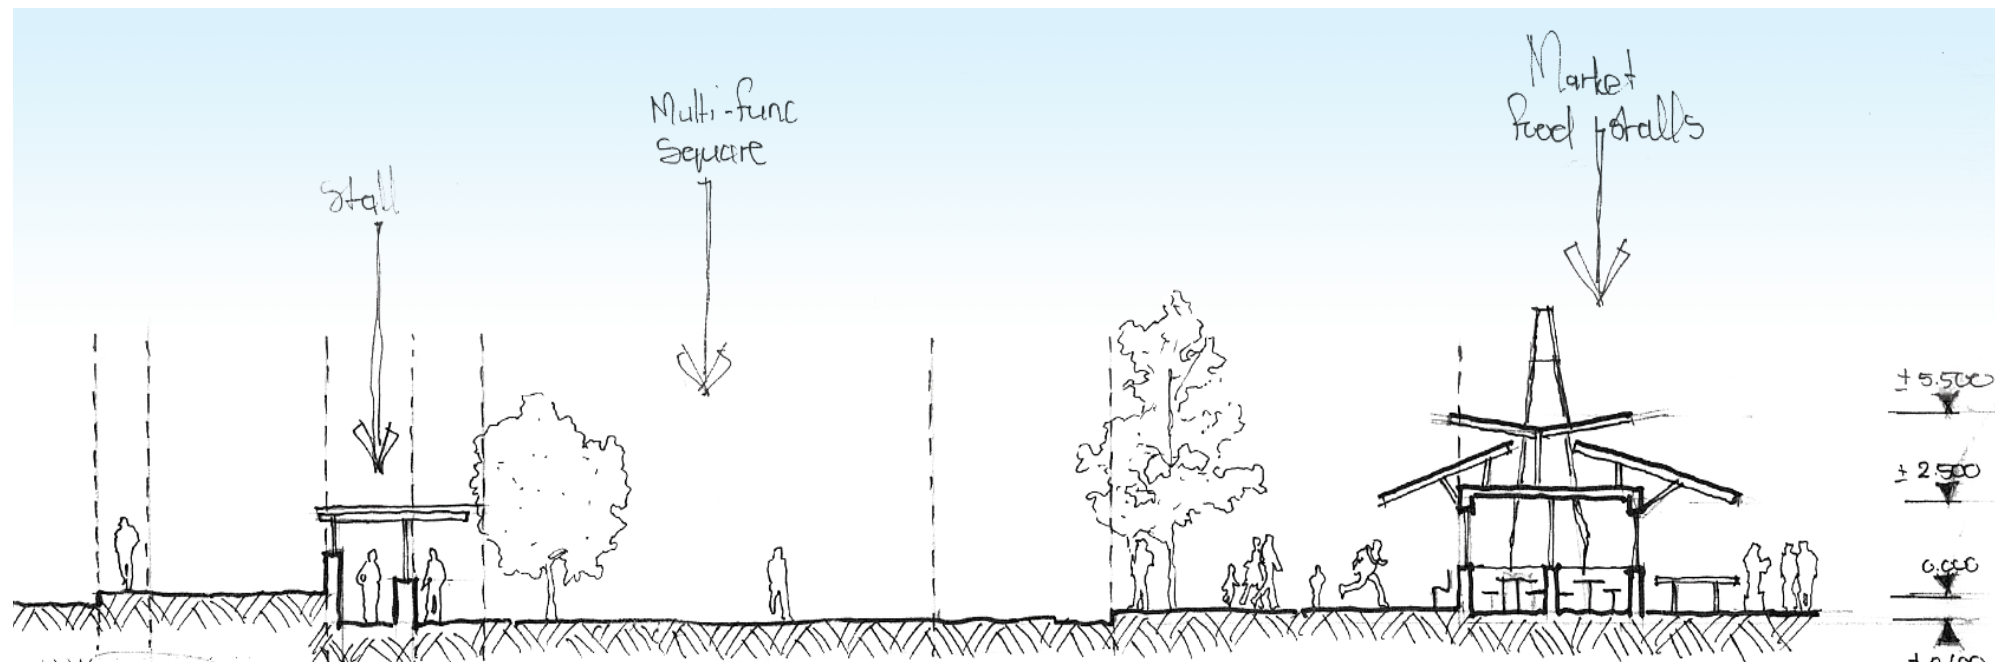 Stall
Multi-func
Square
Market
Food stalls
± 5.500
± 2.500
0.000